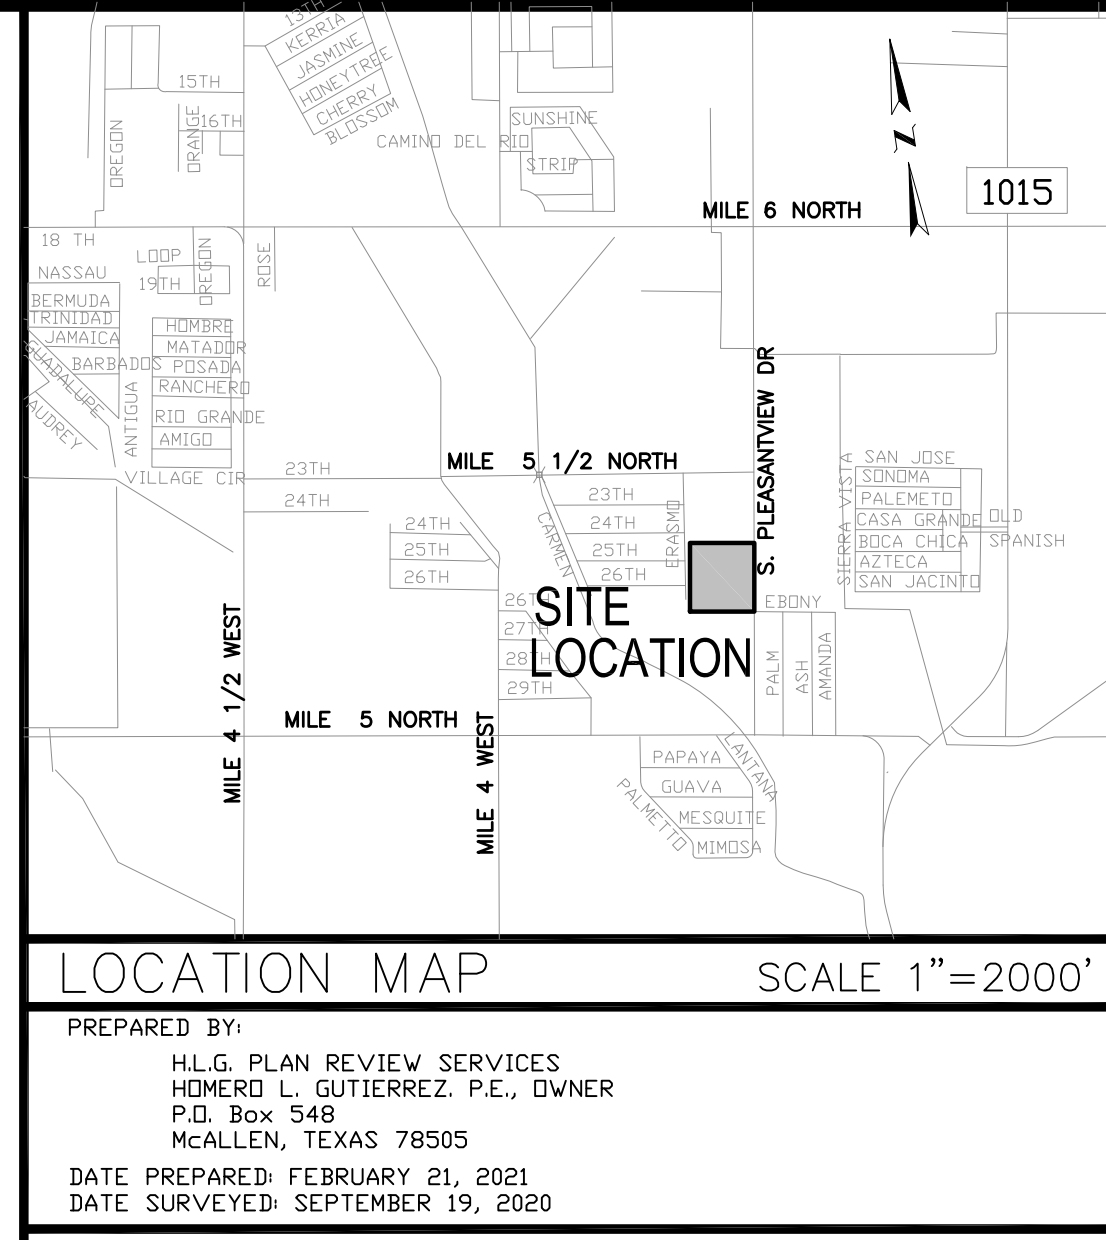 13TH
KERRIA
JASMINE
HONEYTREE
CHERRY
BLOSSOM
15TH
16TH
ORANGE
OREGON
CAMINO DEL RIO
SUNSHINE
STRIP
N
1015
MILE 6 NORTH
18 TH
LOOP
19TH
OREGON
ROSE
NASSAU
BERMUDA
TRINIDAD
JAMAICA
BARBADOS
GUADALUPE
AUDREY
ANTIGUA
HOMBRE
MATADOR
POSADA
RANCHERO
RIO GRANDE
AMIGO
VILLAGE CIR
S. PLEASANTVIEW DR
MILE 5 1/2 NORTH
23TH
24TH
24TH
25TH
26TH
CARMEN
23TH
24TH
25TH
26TH
ERASMO
SIERRA VISTA
SAN JOSE
SONOMA
PALEMETO
CASA GRANDE
BOCA CHICA
AZTECA
SAN JACINTO
OLD
SPANISH
26TH
27TH
28TH
29TH
SITE
LOCATION
EBONY
PALM
ASH
AMANDA
MILE 4 1/2 WEST
MILE 5 NORTH
MILE 4 WEST
PAPAYA
GUAVA
MESQUITE
MIMOSA
PALMETTO
LANTANA
LOCATION MAP
SCALE 1"=2000'
PREPARED BY:
H.L.G. PLAN REVIEW SERVICES
HOMERO L. GUTIERREZ. P.E., OWNER
P.O. Box 548
McALLEN, TEXAS 78505
DATE PREPARED: FEBRUARY 21, 2021
DATE SURVEYED: SEPTEMBER 19, 2020